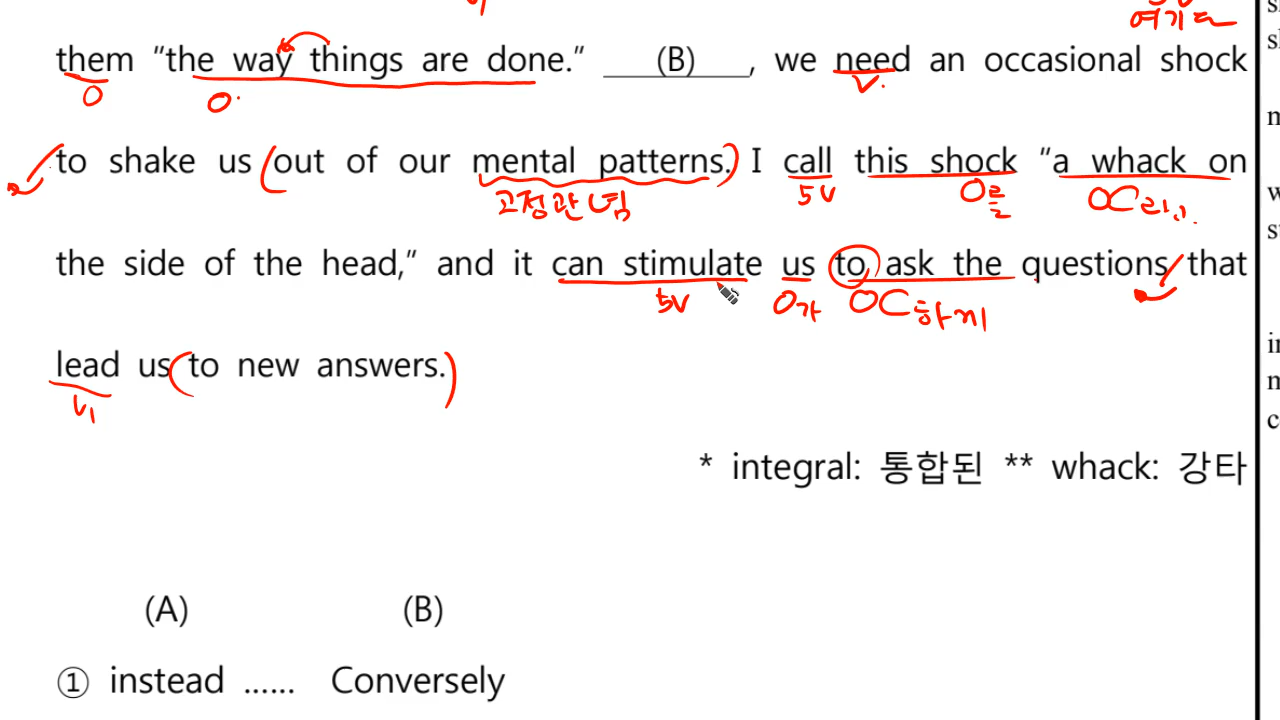 여기다
them “the way things are done.” (B) , we need an occasional shock
O O V
to shake us out of our mental patterns. I call this shock “a whack on
고정관념 5V O를 OC라고
the side of the head,” and it can stimulate us to ask the questions that
5V O가 OC하게
lead us to new answers.
V1
* integral: 통합된 ** whack: 강타
(A) (B)
① instead ...... Conversely